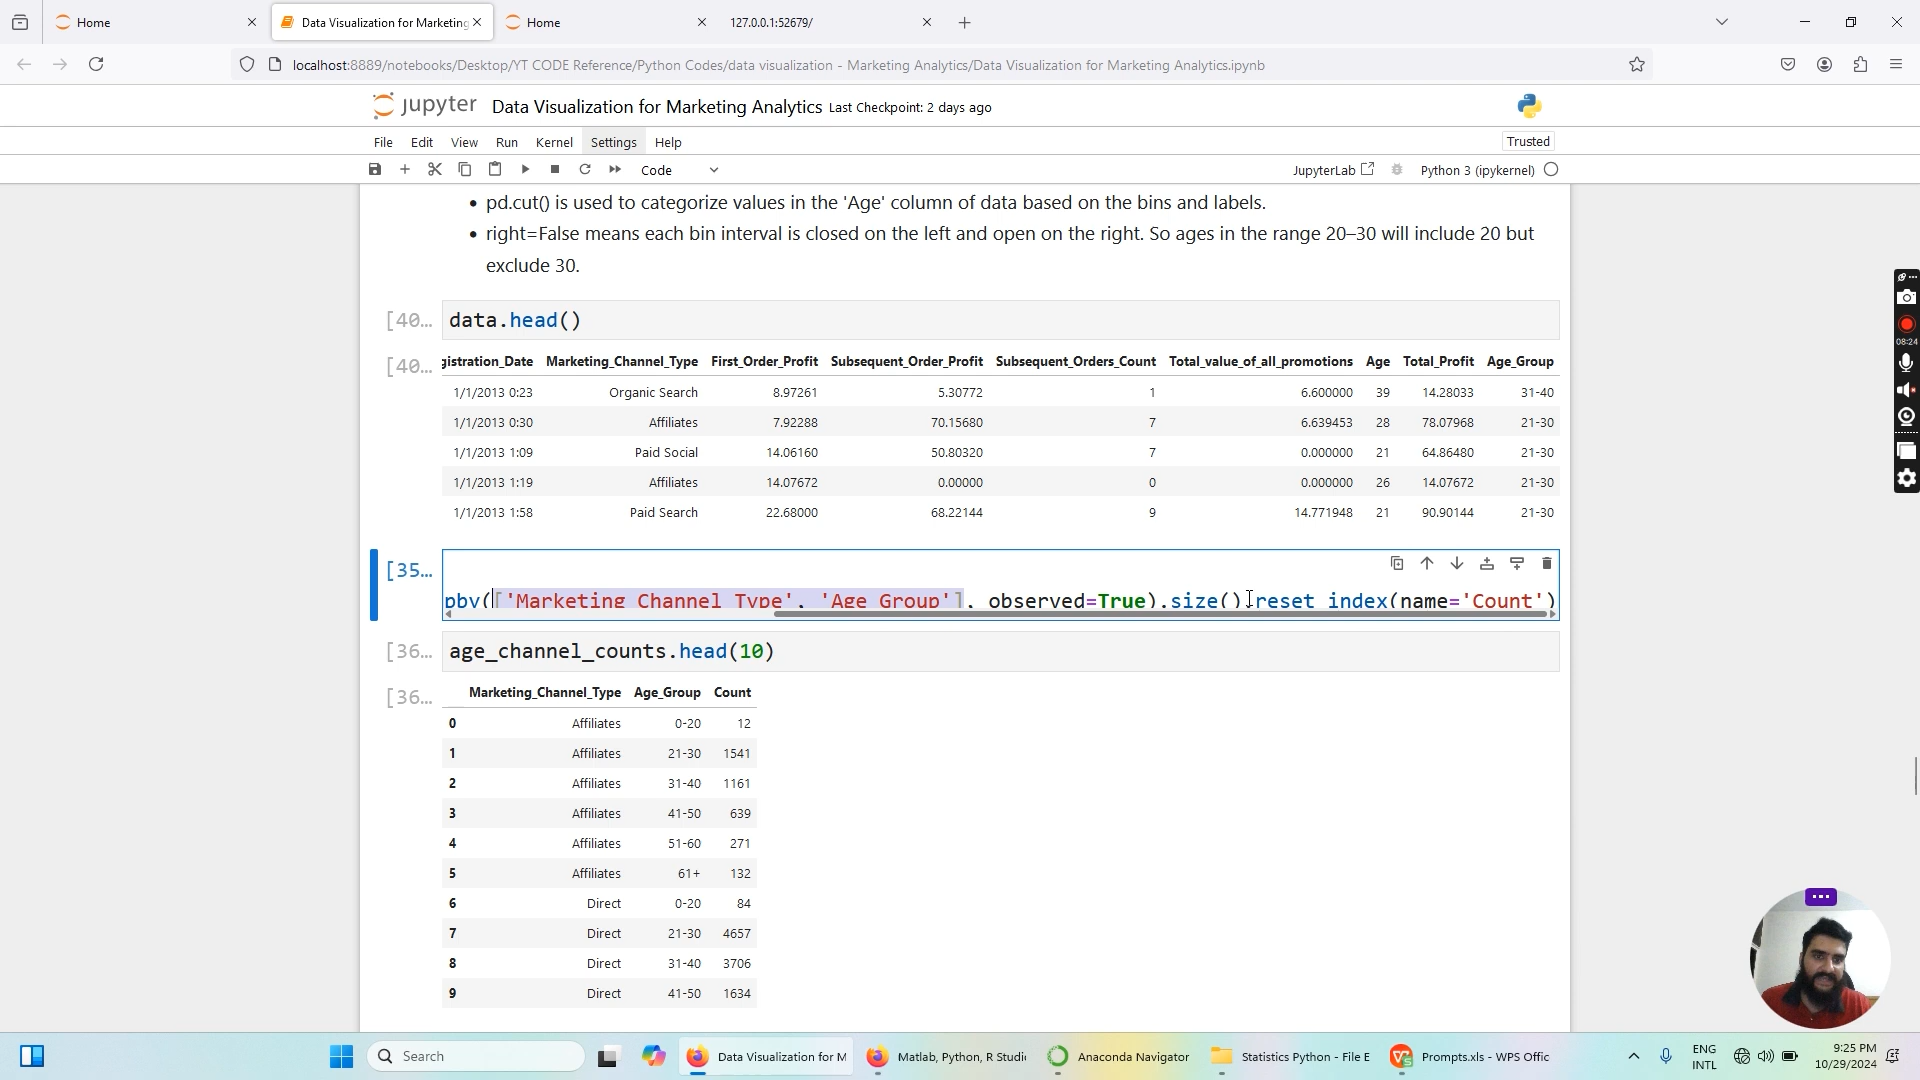 Home
Data Visualization for Marketing
Home
127.0.0.1:52679/
localhost:8889/notebooks/Desktop/YT CODE Reference/Python Codes/data visualization - Marketing Analytics/Data Visualization for Marketing Analytics.ipynb
jupyter Data Visualization for Marketing Analytics Last Checkpoint: 2 days ago
File Edit View Run Kernel Settings Help
Trusted
Code
JupyterLab
Python 3 (ipykernel)
• pd.cut() is used to categorize values in the 'Age' column of data based on the bins and labels.
• right=False means each bin interval is closed on the left and open on the right. So ages in the range 20–30 will include 20 but
exclude 30.
[40… data.head()
[40… gistration_Date Marketing_Channel_Type First_Order_Profit Subsequent_Order_Profit Subsequent_Orders_Count Total_value_of_all_promotions Age Total_Profit Age_Group
1/1/2013 0:23 Organic Search 8.97261 5.30772 1 6.600000 39 14.28033 31-40
1/1/2013 0:30 Affiliates 7.92288 70.15680 7 6.639453 28 78.07968 21-30
1/1/2013 1:09 Paid Social 14.06160 50.80320 7 0.000000 21 64.86480 21-30
1/1/2013 1:19 Affiliates 14.07672 0.00000 0 0.000000 26 14.07672 21-30
1/1/2013 1:58 Paid Search 22.68000 68.22144 9 14.771948 21 90.90144 21-30
[35…
pby(['Marketing_Channel_Type', 'Age_Group'], observed=True).size().reset_index(name='Count')
[36… age_channel_counts.head(10)
[36… Marketing_Channel_Type Age_Group Count
0 Affiliates 0-20 12
1 Affiliates 21-30 1541
2 Affiliates 31-40 1161
3 Affiliates 41-50 639
4 Affiliates 51-60 271
5 Affiliates 61+ 132
6 Direct 0-20 84
7 Direct 21-30 4657
8 Direct 31-40 3706
9 Direct 41-50 1634
08:24
Search
Data Visualization for M
Matlab, Python, R Studi
Anaconda Navigator
Statistics Python - File E
Prompts.xls - WPS Office
ENG
INTL
9:25 PM
10/29/2024